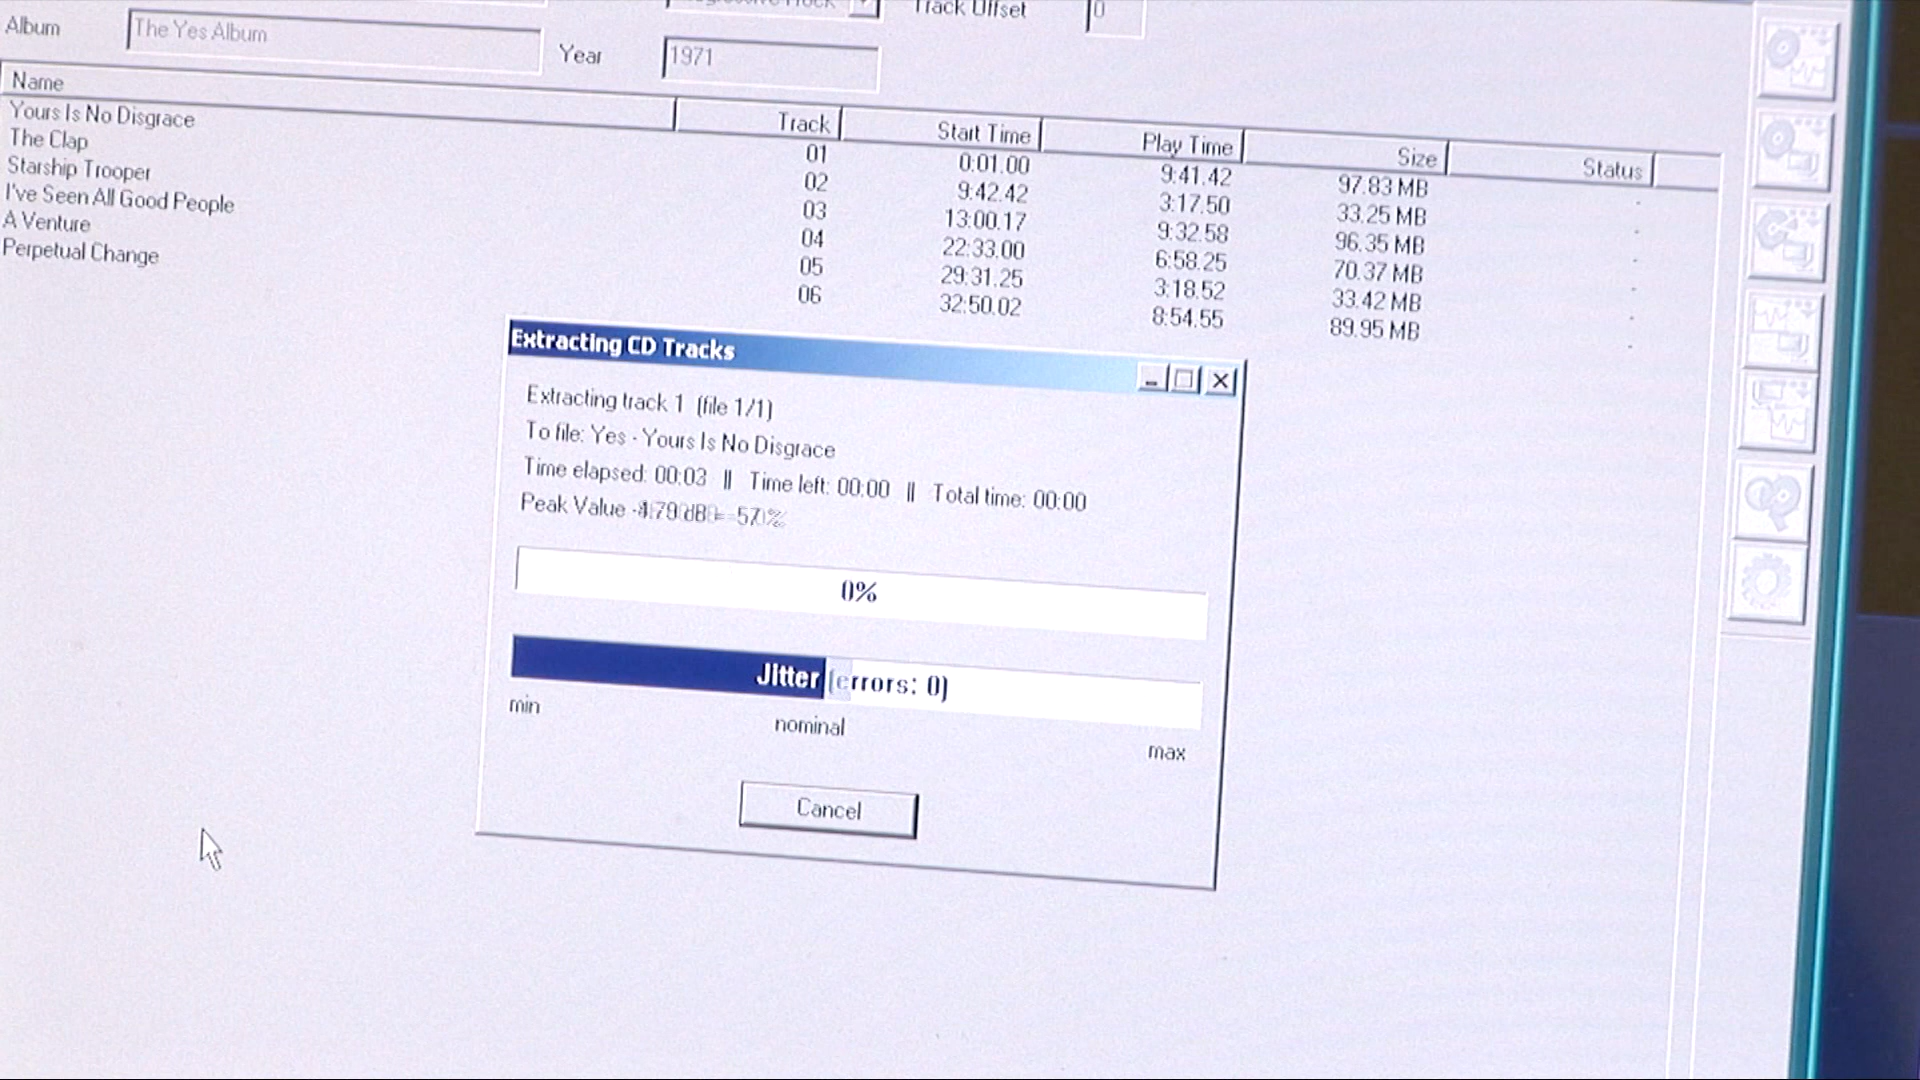 Track Offset 0
Album The Yes Album Year 1971
Name Track Start Time Play Time Size Status
Yours Is No Disgrace 01 0:01.00 9:41.42 97.83 MB
The Clap 02 9:42.42 3:17.50 33.25 MB
Starship Trooper 03 13:00.17 9:32.58 96.35 MB
I've Seen All Good People 04 22:33.00 6:58.25 70.37 MB
A Venture 05 29:31.25 3:18.52 33.42 MB
Perpetual Change 06 32:50.02 8:54.55 89.95 MB
Extracting CD Tracks
Extracting track 1 (file 1/1)
To file: Yes - Yours Is No Disgrace
Time elapsed: 00:03 || Time left: 00:00 || Total time: 00:00
Peak Value
0%
Jitter (errors: 0)
min nominal max
Cancel